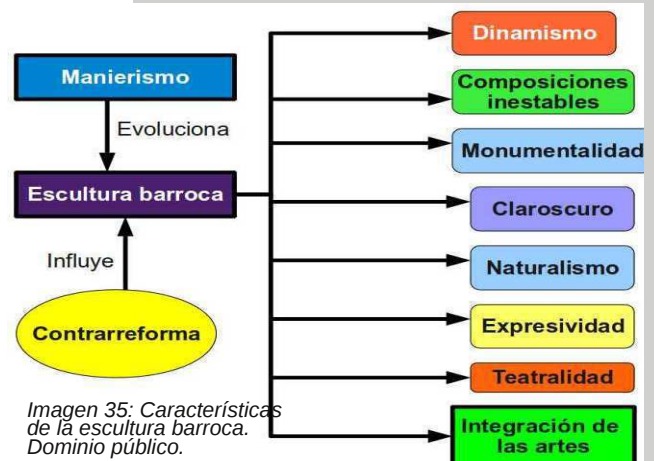 Manierismo
Evoluciona
Escultura barroca
Influye
Contrarreforma
Dinamismo
Composiciones
inestables
Monumentalidad
Claroscuro
Naturalismo
Expresividad
Teatralidad
Integración de
las artes
Imagen 35: Características
de la escultura barroca.
Dominio público.